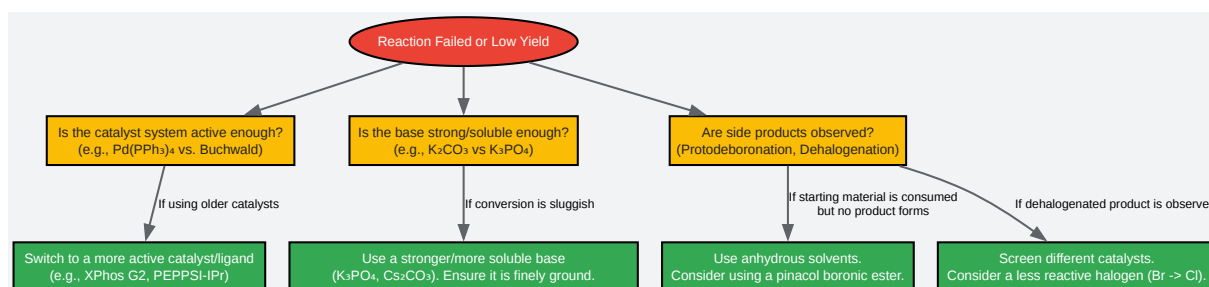 Reaction Failed or Low Yield
Is the catalyst system active enough?
(e.g., Pd(PPh₃)₄ vs. Buchwald)
Is the base strong/soluble enough?
(e.g., K₂CO₃ vs K₃PO₄)
Are side products observed?
(Protodeboronation, Dehalogenation)
If using older catalysts
If conversion is sluggish
If starting material is consumed
but no product forms
If dehalogenated product is observe
Switch to a more active catalyst/ligand
(e.g., XPhos G2, PEPPSI-IPr)
Use a stronger/more soluble base
(K₃PO₄, Cs₂CO₃). Ensure it is finely ground.
Use anhydrous solvents.
Consider using a pinacol boronic ester.
Screen different catalysts.
Consider a less reactive halogen (Br -> Cl).